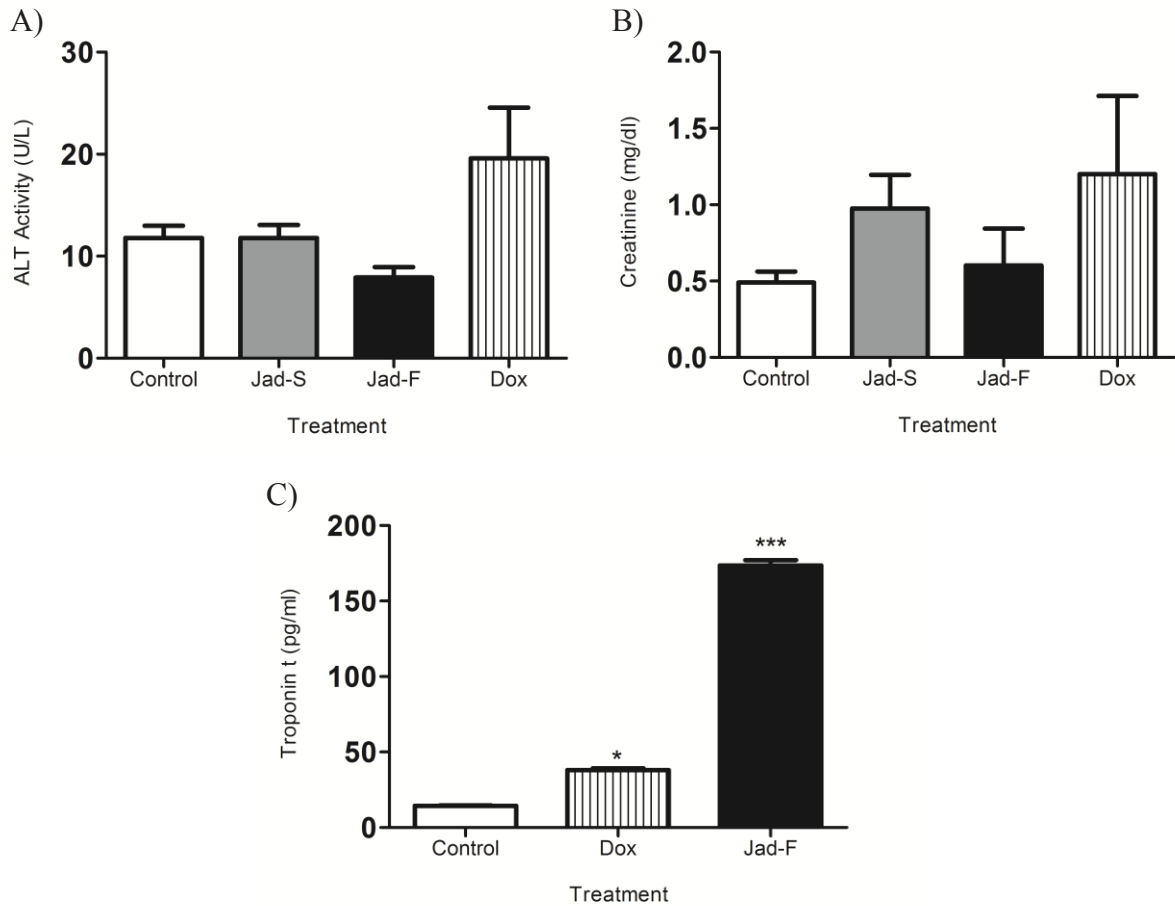 A)
30
20
10
0
ALT Activity (U/L)
Control Jad-S Jad-F Dox
Treatment
B)
2.0
1.5
1.0
0.5
0.0
Creatinine (mg/dl)
Control Jad-S Jad-F Dox
Treatment
C)
200
150
100
50
0
Troponin t (pg/ml)
*
***
Control Dox Jad-F
Treatment